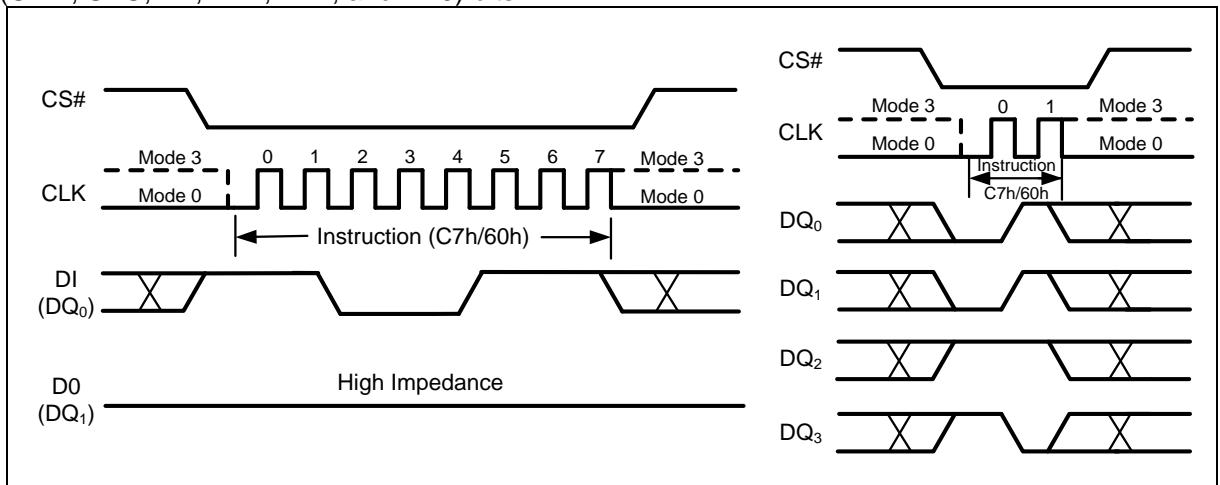 CS#
Mode 3 0 1 2 3 4 5 6 7 Mode 3
CLK Mode 0 Mode 0
Instruction (C7h/60h)
DI
(DQ0)
D0
(DQ1)
High Impedance
CS#
Mode 3 0 1 Mode 3
CLK
Mode 0 Mode 0
Instruction
C7h/60h
DQ0
DQ1
DQ2
DQ3